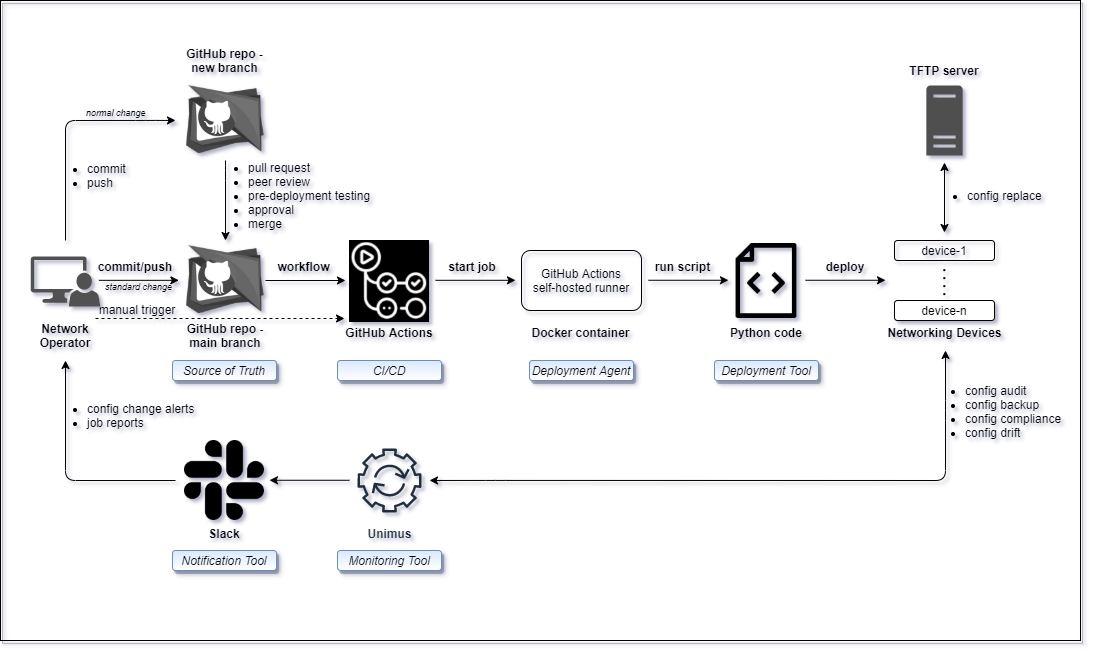 GitHub repo -
new branch
TFTP server
normal change
commit
push
pull request
peer review
pre-deployment testing
approval
merge
config replace
commit/push
standard change
manual trigger
workflow
start job
GitHub Actions
self-hosted runner
run script
deploy
device-1
device-n
Network
Operator
GitHub repo -
main branch
GitHub Actions
Docker container
Python code
Networking Devices
Source of Truth
CI/CD
Deployment Agent
Deployment Tool
config change alerts
job reports
config audit
config backup
config compliance
config drift
Slack
Unimus
Notification Tool
Monitoring Tool